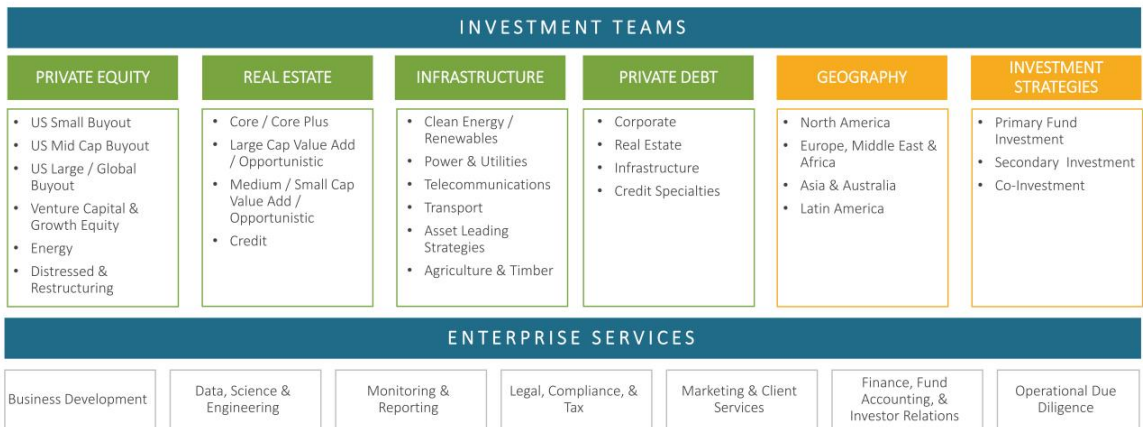 INVESTMENT TEAMS
PRIVATE EQUITY
• US Small Buyout
• US Mid Cap Buyout
• US Large / Global
Buyout
• Venture Capital &
Growth Equity
• Energy
• Distressed &
Restructuring
REAL ESTATE
• Core / Core Plus
• Large Cap Value Add
/ Opportunistic
• Medium / Small Cap
Value Add /
Opportunistic
• Credit
INFRASTRUCTURE
• Clean Energy /
Renewables
• Power & Utilities
• Telecommunications
• Transport
• Asset Leading
Strategies
• Agriculture & Timber
PRIVATE DEBT
• Corporate
• Real Estate
• Infrastructure
• Credit Specialties
GEOGRAPHY
• North America
• Europe, Middle East &
Africa
• Asia & Australia
• Latin America
INVESTMENT
STRATEGIES
• Primary Fund
Investment
• Secondary Investment
• Co-Investment
ENTERPRISE SERVICES
Business Development
Data, Science &
Engineering
Monitoring &
Reporting
Legal, Compliance, &
Tax
Marketing & Client
Services
Finance, Fund
Accounting, &
Investor Relations
Operational Due
Diligence